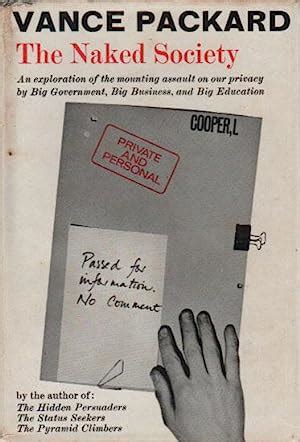 VANCE PACKARD
The Naked Society
An exploration of the mounting assault on our privacy
by Big Government, Big Business, and Big Education
COOPER,L
PRIVATE
AND
PERSONAL
Passed for
information.
No Comment
by the author of:
The Hidden Persuaders
The Status Seekers
The Pyramid Climbers